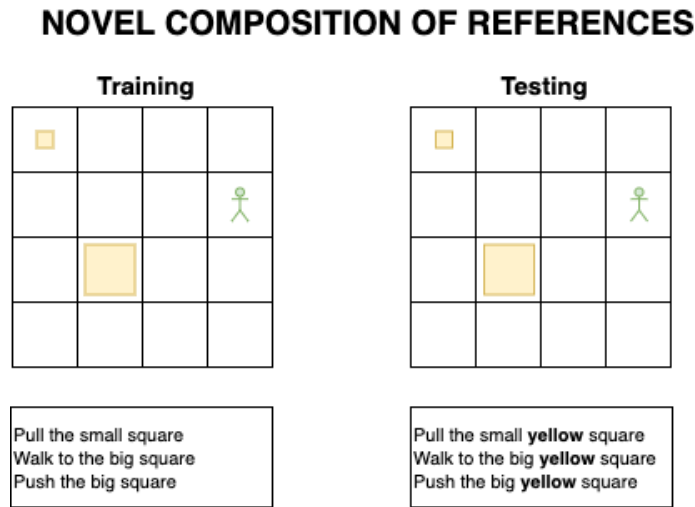 NOVEL COMPOSITION OF REFERENCES
Training
Testing
Pull the small square
Walk to the big square
Push the big square
Pull the small yellow square
Walk to the big yellow square
Push the big yellow square